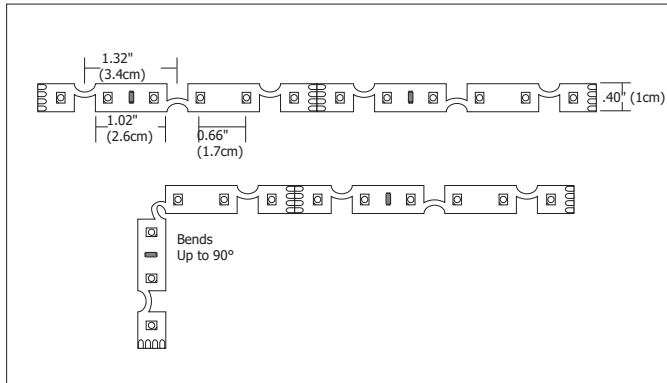 1.32"
(3.4cm)
.40" (1cm)
1.02"
(2.6cm)
0.66"
(1.7cm)
Bends
Up to 90°